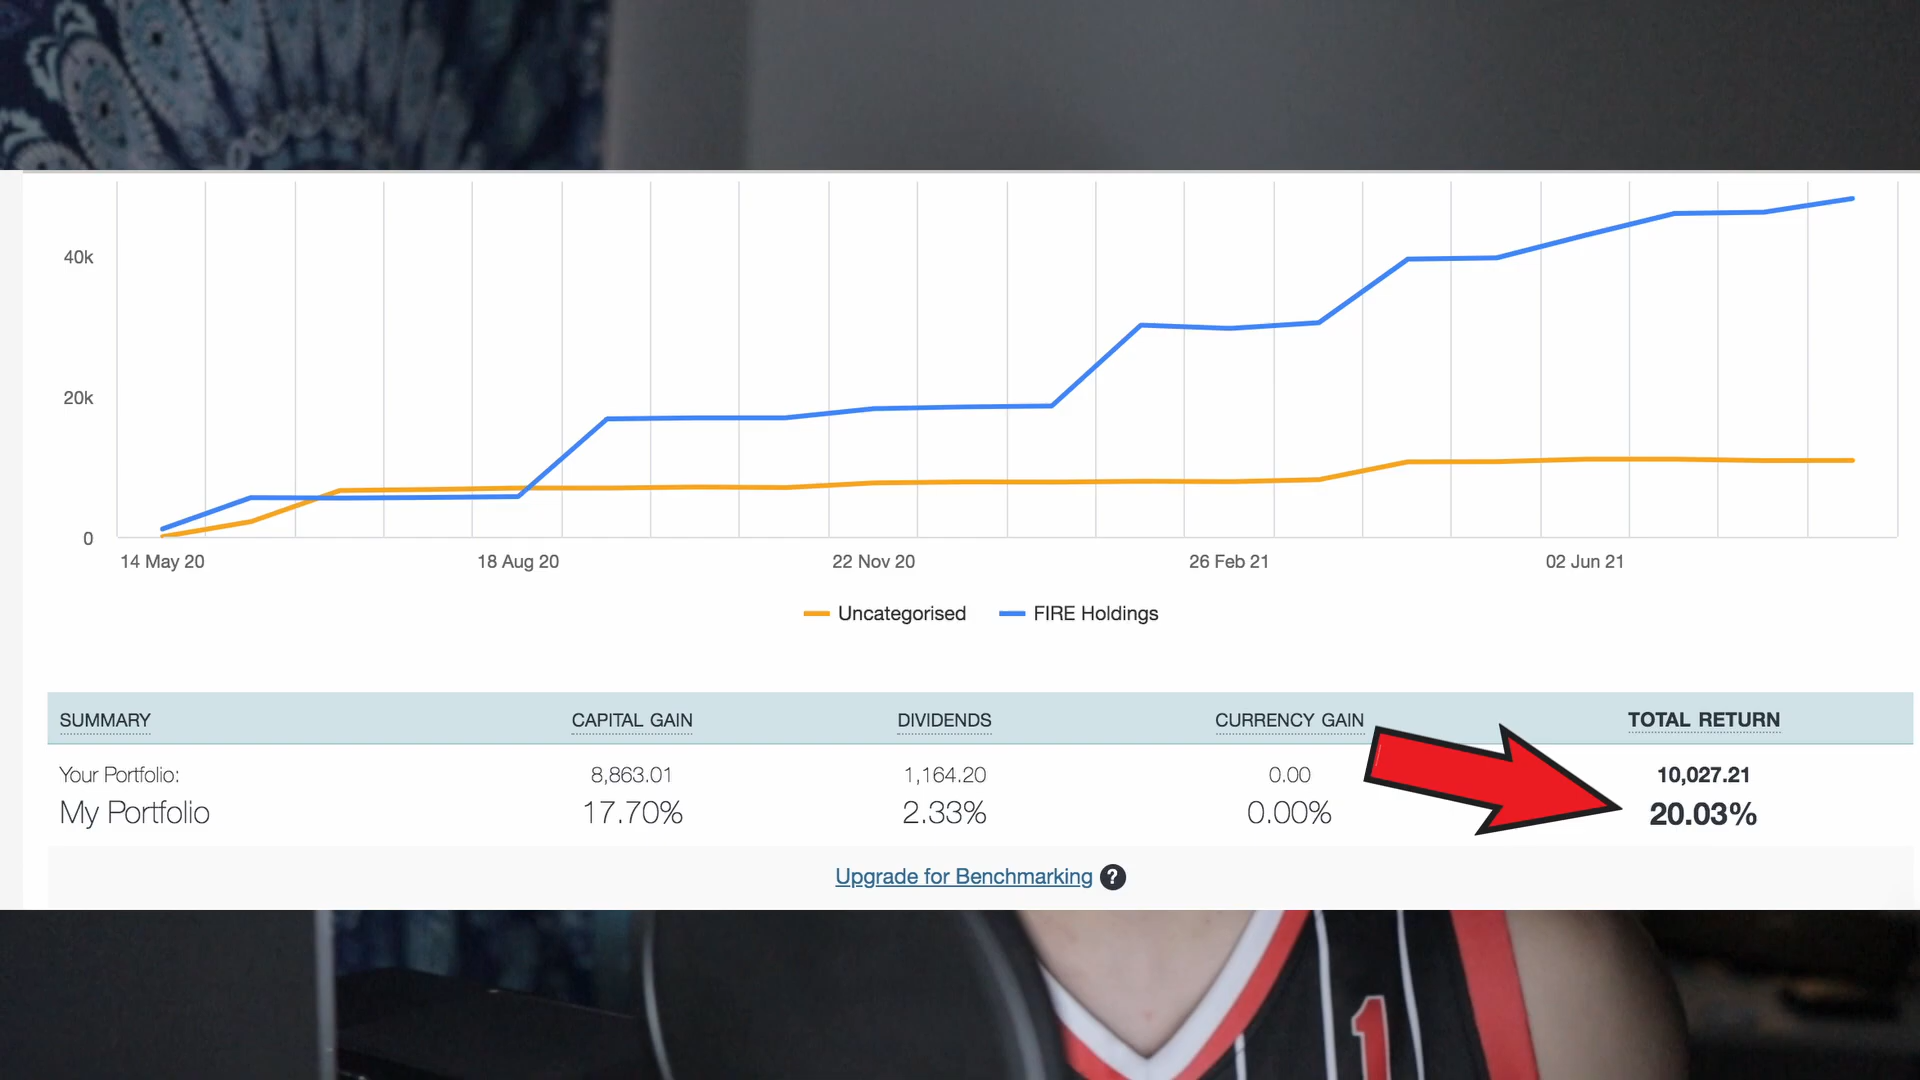 40k
20k
0
14 May 20 18 Aug 20 22 Nov 20 26 Feb 21 02 Jun 21
Uncategorised FIRE Holdings
SUMMARY CAPITAL GAIN DIVIDENDS CURRENCY GAIN TOTAL RETURN
Your Portfolio: 8,863.01 1,164.20 0.00 10,027.21
My Portfolio 17.70% 2.33% 0.00% 20.03%
Upgrade for Benchmarking ?
1